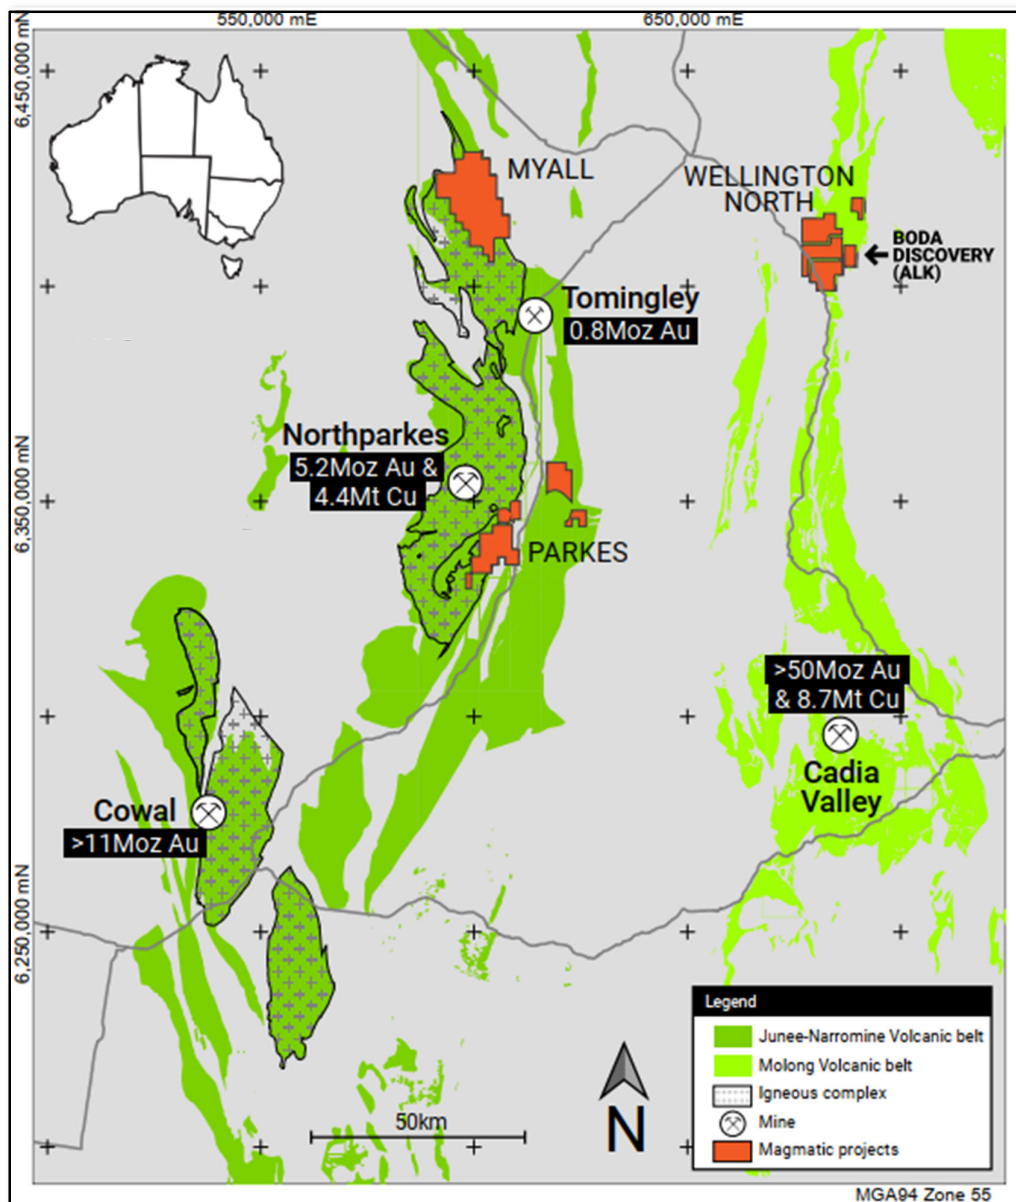 550,000 mE
650,000 mE
6,450,000 mN
MYALL
WELLINGTON
NORTH
BODA
DISCOVERY
(ALK)
Tomingley
0.8Moz Au
Northparkes
5.2Moz Au &
4.4Mt Cu
6,350,000 mN
PARKES
>50Moz Au
& 8.7Mt Cu
Cadia
Valley
Cowal
>11Moz Au
6,250,000 mN
Legend
Junee-Narromine Volcanic belt
Molong Volcanic belt
Igneous complex
Mine
Magmatic projects
50km
N
MGA94 Zone 55